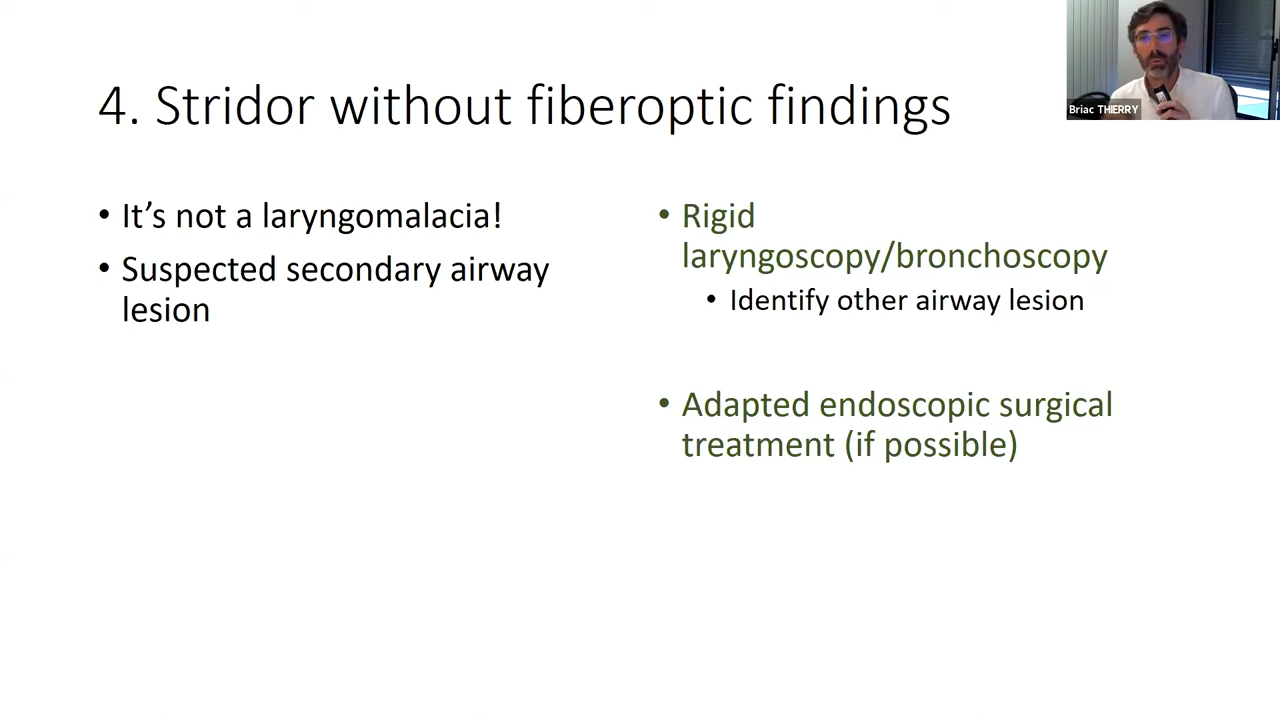 4. Stridor without fiberoptic findings
• It’s not a laryngomalacia!
• Suspected secondary airway
lesion
• Rigid
laryngoscopy/bronchoscopy
• Identify other airway lesion
• Adapted endoscopic surgical
treatment (if possible)
Briac THIERRY